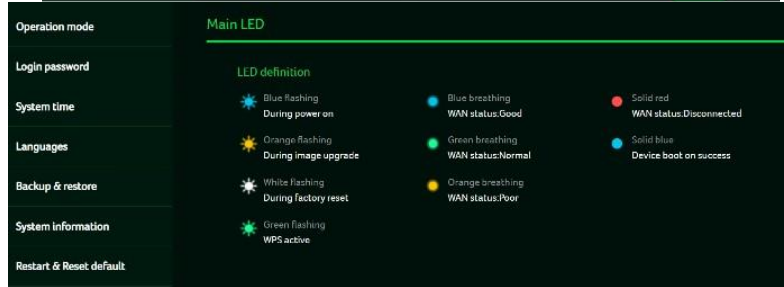 Operation mode
Login password
System time
Languages
Backup & restore
System information
Restart & Reset default
Main LED
LED definition
Blue flashing
During power on
Blue breathing
WAN status:Good
Solid red
WAN status:Disconnected
Orange flashing
During image upgrade
Green breathing
WAN status:Normal
Solid blue
Device boot on success
White flashing
During factory reset
Orange breathing
WAN status:Poor
Green flashing
WPS active